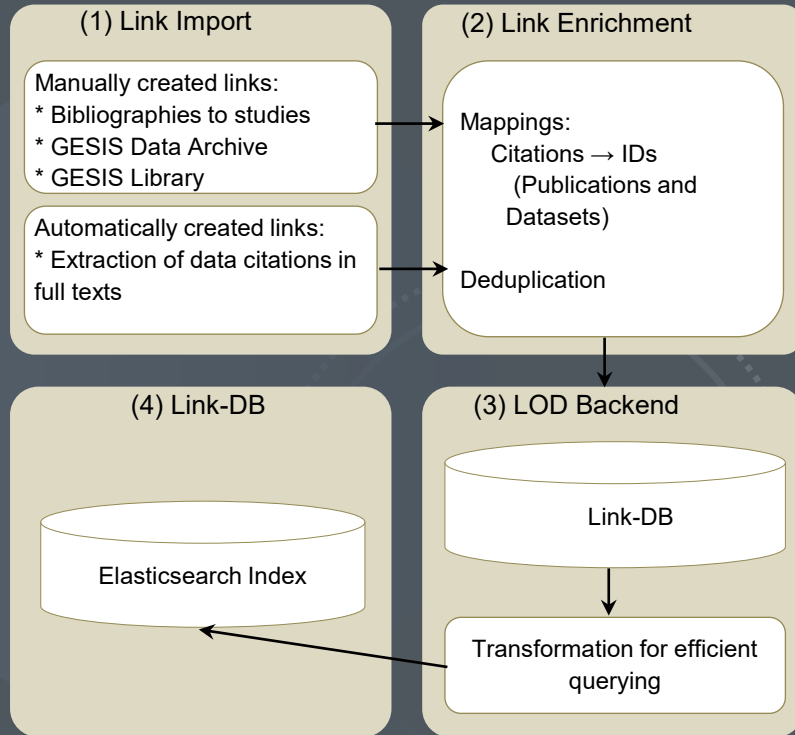 (1) Link Import
Manually created links:
* Bibliographies to studies
* GESIS Data Archive
* GESIS Library
Automatically created links:
* Extraction of data citations in
full texts
(2) Link Enrichment
Mappings:
Citations → IDs
(Publications and
Datasets)
Deduplication
(3) LOD Backend
Link-DB
Transformation for efficient
querying
(4) Link-DB
Elasticsearch Index